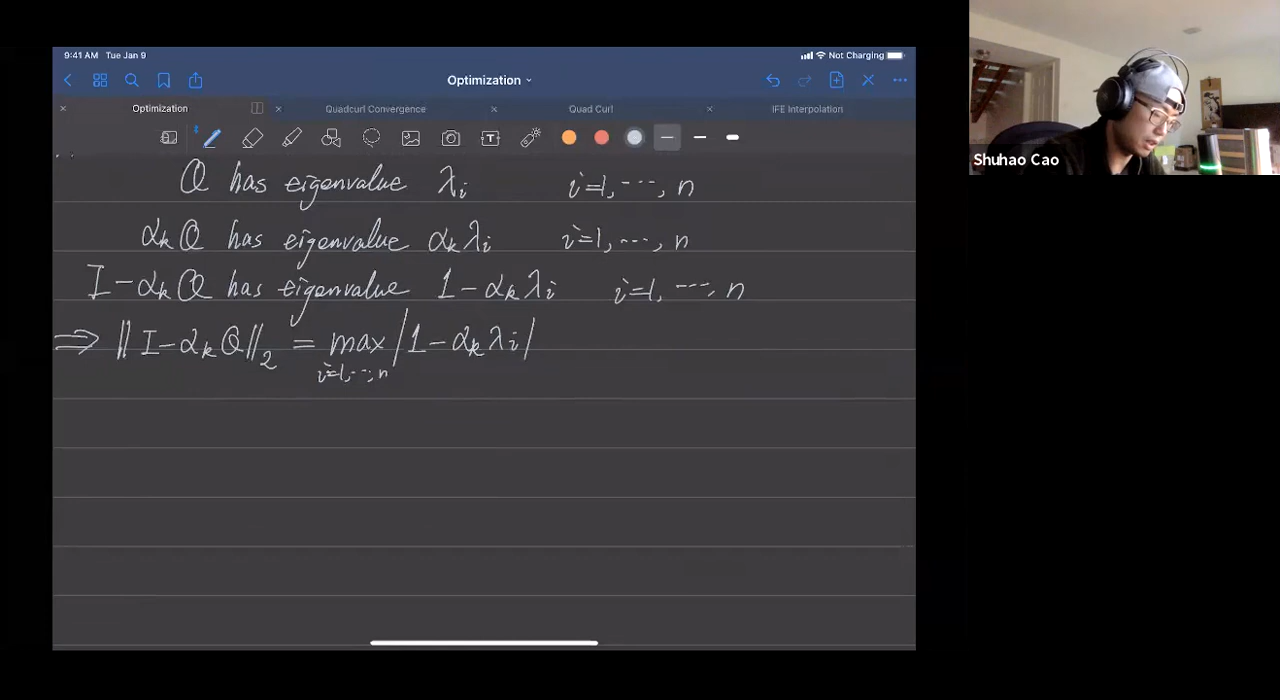 9:41 AM Tue Jan 9
Not Charging
Optimization
Optimization
Quadcurl Convergence
Quad Curl
IFE Interpolation
Shuhao Cao
Q has eigenvalue λᵢ i=1,⋯,n
αₖQ has eigenvalue αₖλᵢ i=1,⋯,n
I−αₖQ has eigenvalue 1−αₖλᵢ i=1,⋯,n
⇒ ‖I−αₖQ‖₂ = max |1−αₖλᵢ|
i=1,⋯,n